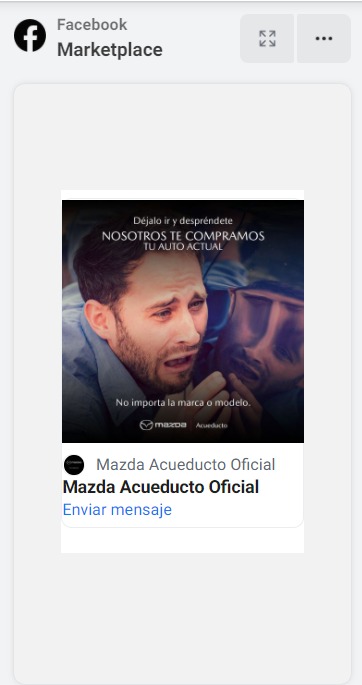 Facebook
Marketplace
Déjalo ir y despréndete
NOSOTROS TE COMPRAMOS
TU AUTO ACTUAL
No importa la marca o modelo.
mazda Acueducto
Mazda Acueducto Oficial
Mazda Acueducto Oficial
Enviar mensaje